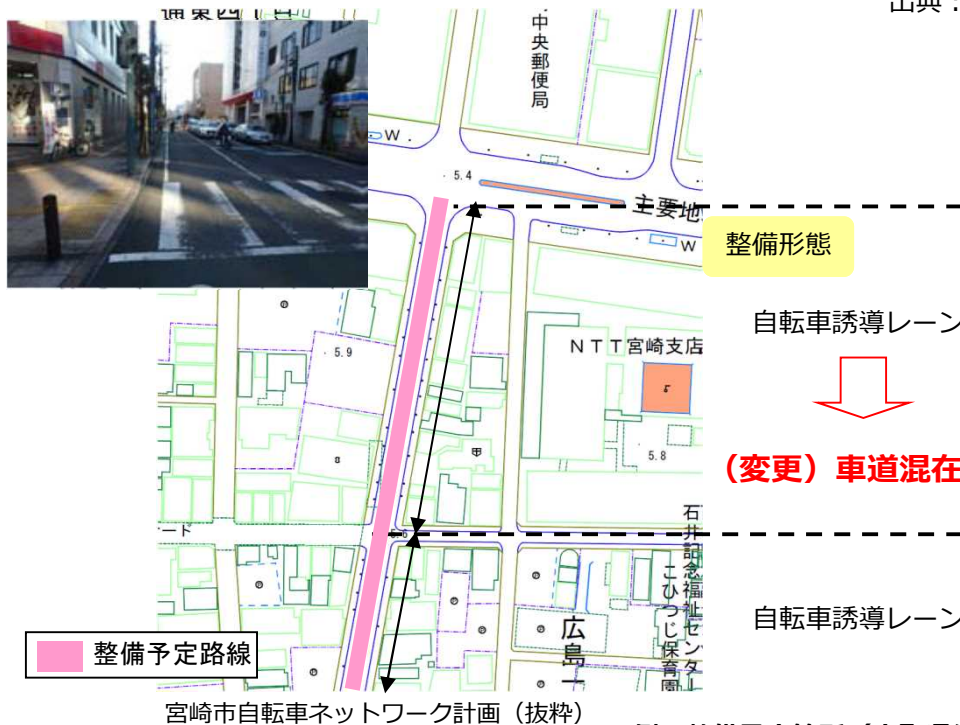 出典：
中央郵便局
W
5.4
主要地
W
整備形態
自転車誘導レーン
ＮＴＴ宮崎支店
5.9
5.8
（変更）車道混在
石井記念福祉センター
こひつじ保育園
ード
5.6
自転車誘導レーン
広島一
整備予定路線
宮崎市自転車ネットワーク計画（抜粋）